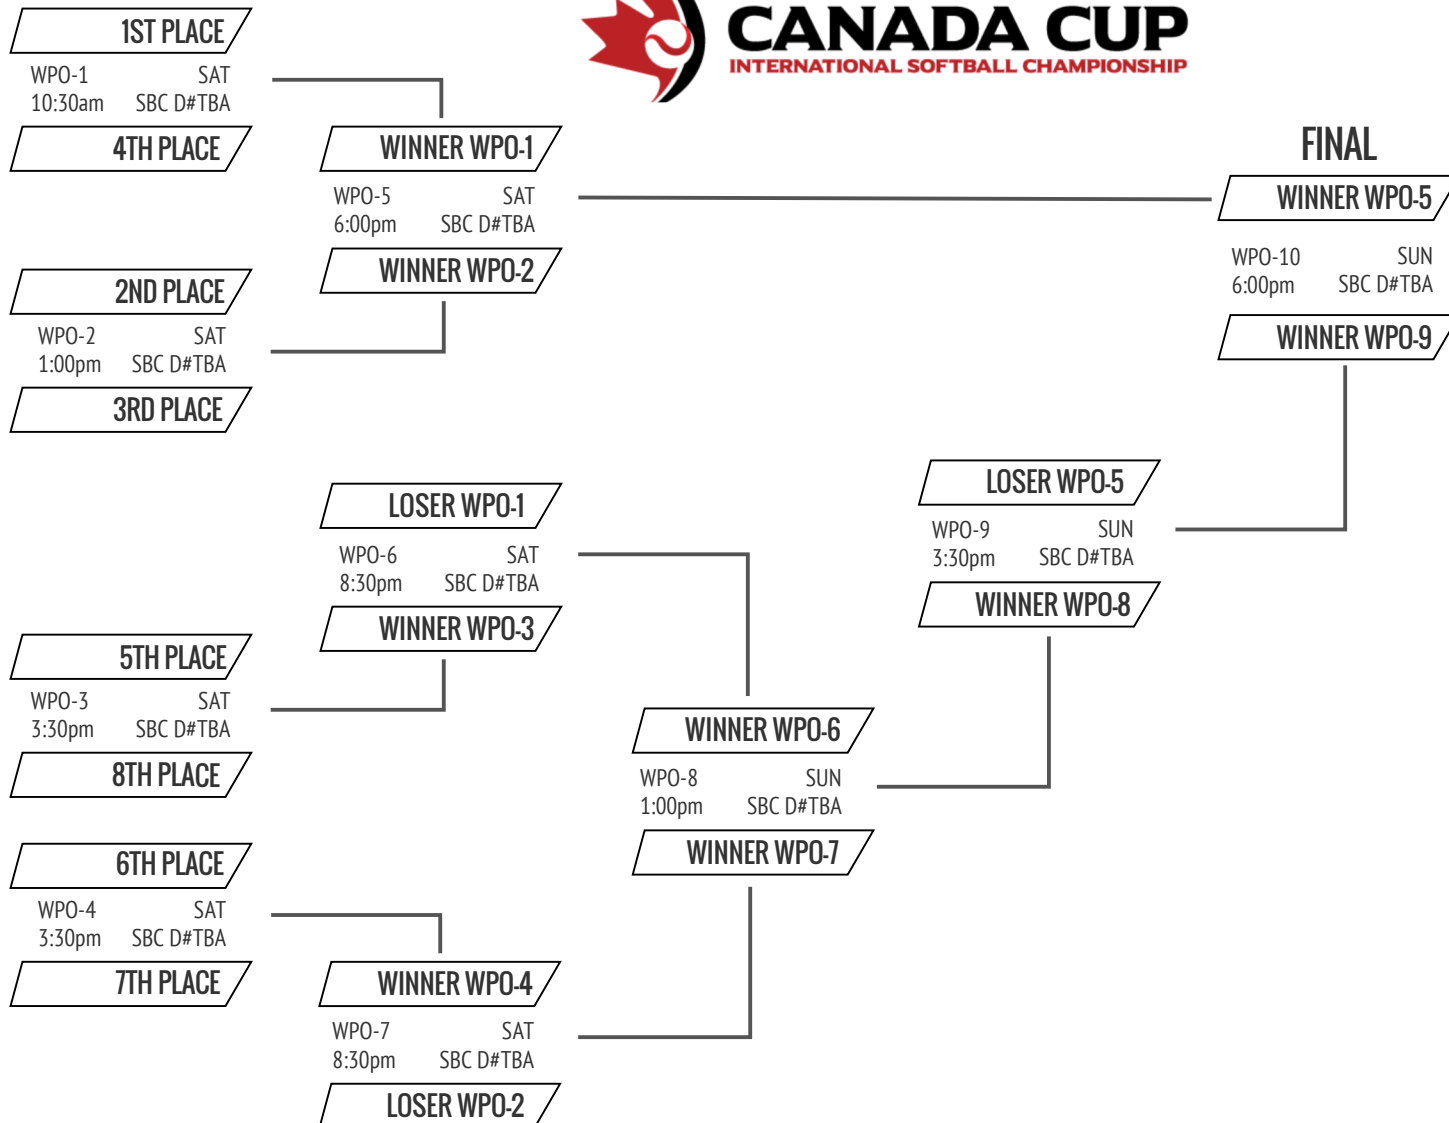 CANADA CUP
INTERNATIONAL SOFTBALL CHAMPIONSHIP
1ST PLACE
WPO-1 SAT
10:30am SBC D#TBA
4TH PLACE
2ND PLACE
WPO-2 SAT
1:00pm SBC D#TBA
3RD PLACE
5TH PLACE
WPO-3 SAT
3:30pm SBC D#TBA
8TH PLACE
6TH PLACE
WPO-4 SAT
3:30pm SBC D#TBA
7TH PLACE
WINNER WPO-1
WPO-5 SAT
6:00pm SBC D#TBA
WINNER WPO-2
LOSER WPO-1
WPO-6 SAT
8:30pm SBC D#TBA
WINNER WPO-3
WINNER WPO-4
WPO-7 SAT
8:30pm SBC D#TBA
LOSER WPO-2
WINNER WPO-6
WPO-8 SUN
1:00pm SBC D#TBA
WINNER WPO-7
LOSER WPO-5
WPO-9 SUN
3:30pm SBC D#TBA
WINNER WPO-8
FINAL
WINNER WPO-5
WPO-10 SUN
6:00pm SBC D#TBA
WINNER WPO-9